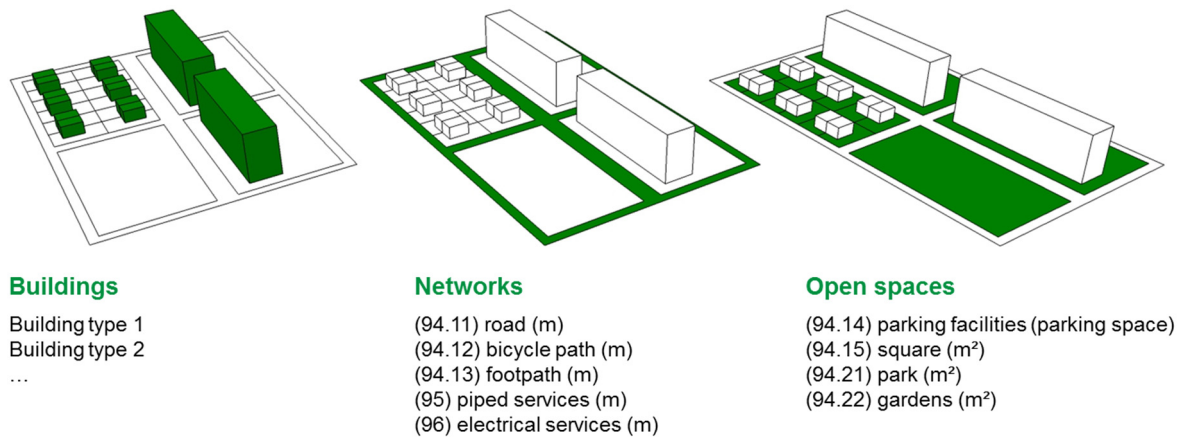 Buildings
Building type 1
Building type 2
…
Networks
(94.11) road (m)
(94.12) bicycle path (m)
(94.13) footpath (m)
(95) piped services (m)
(96) electrical services (m)
Open spaces
(94.14) parking facilities (parking space)
(94.15) square (m²)
(94.21) park (m²)
(94.22) gardens (m²)